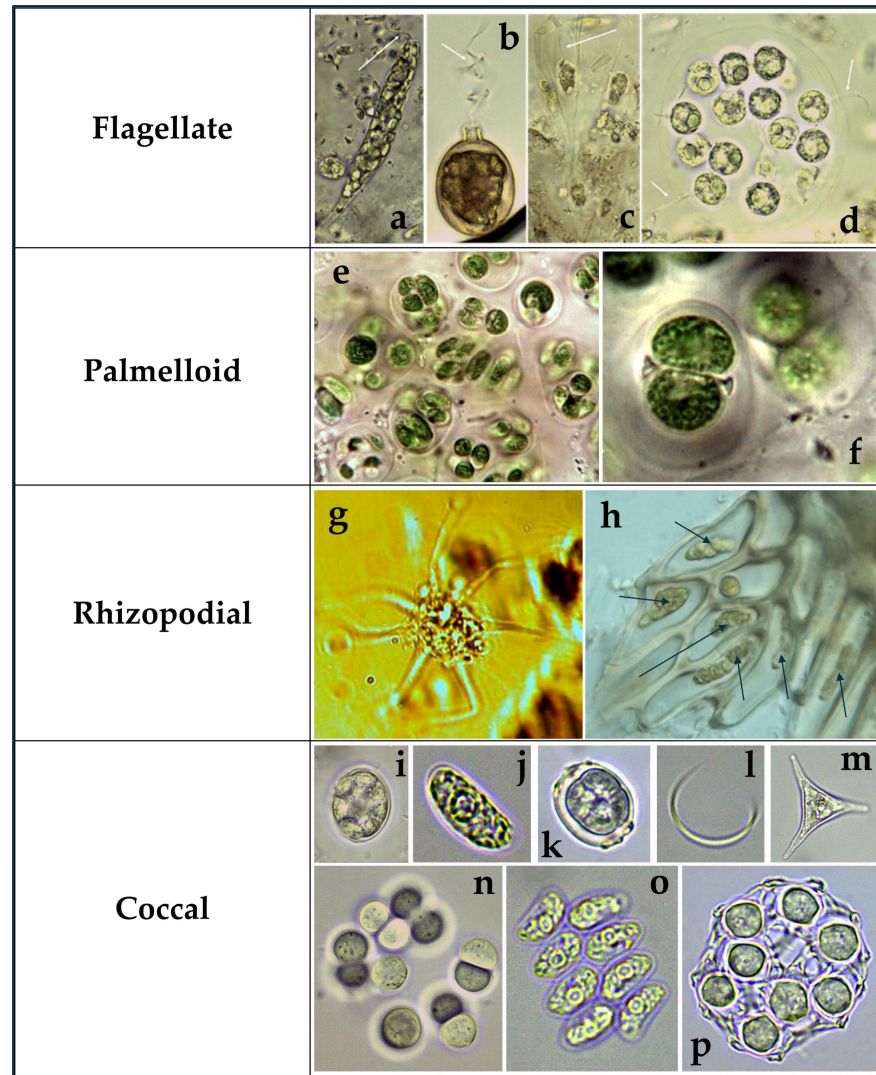 Flagellate
a
b
c
d
Palmelloid
e
f
Rhizopodial
g
h
Coccal
i
j
k
l
m
n
o
p